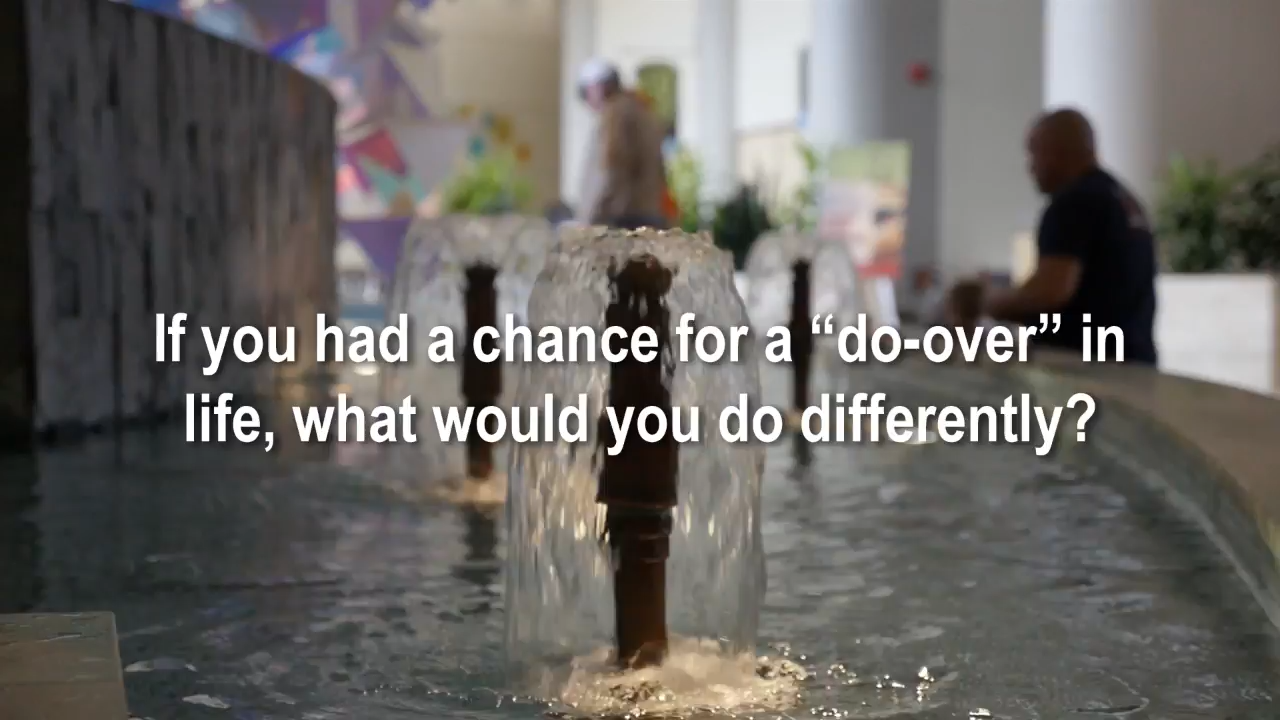 If you had a chance for a “do-over” in
life, what would you do differently?